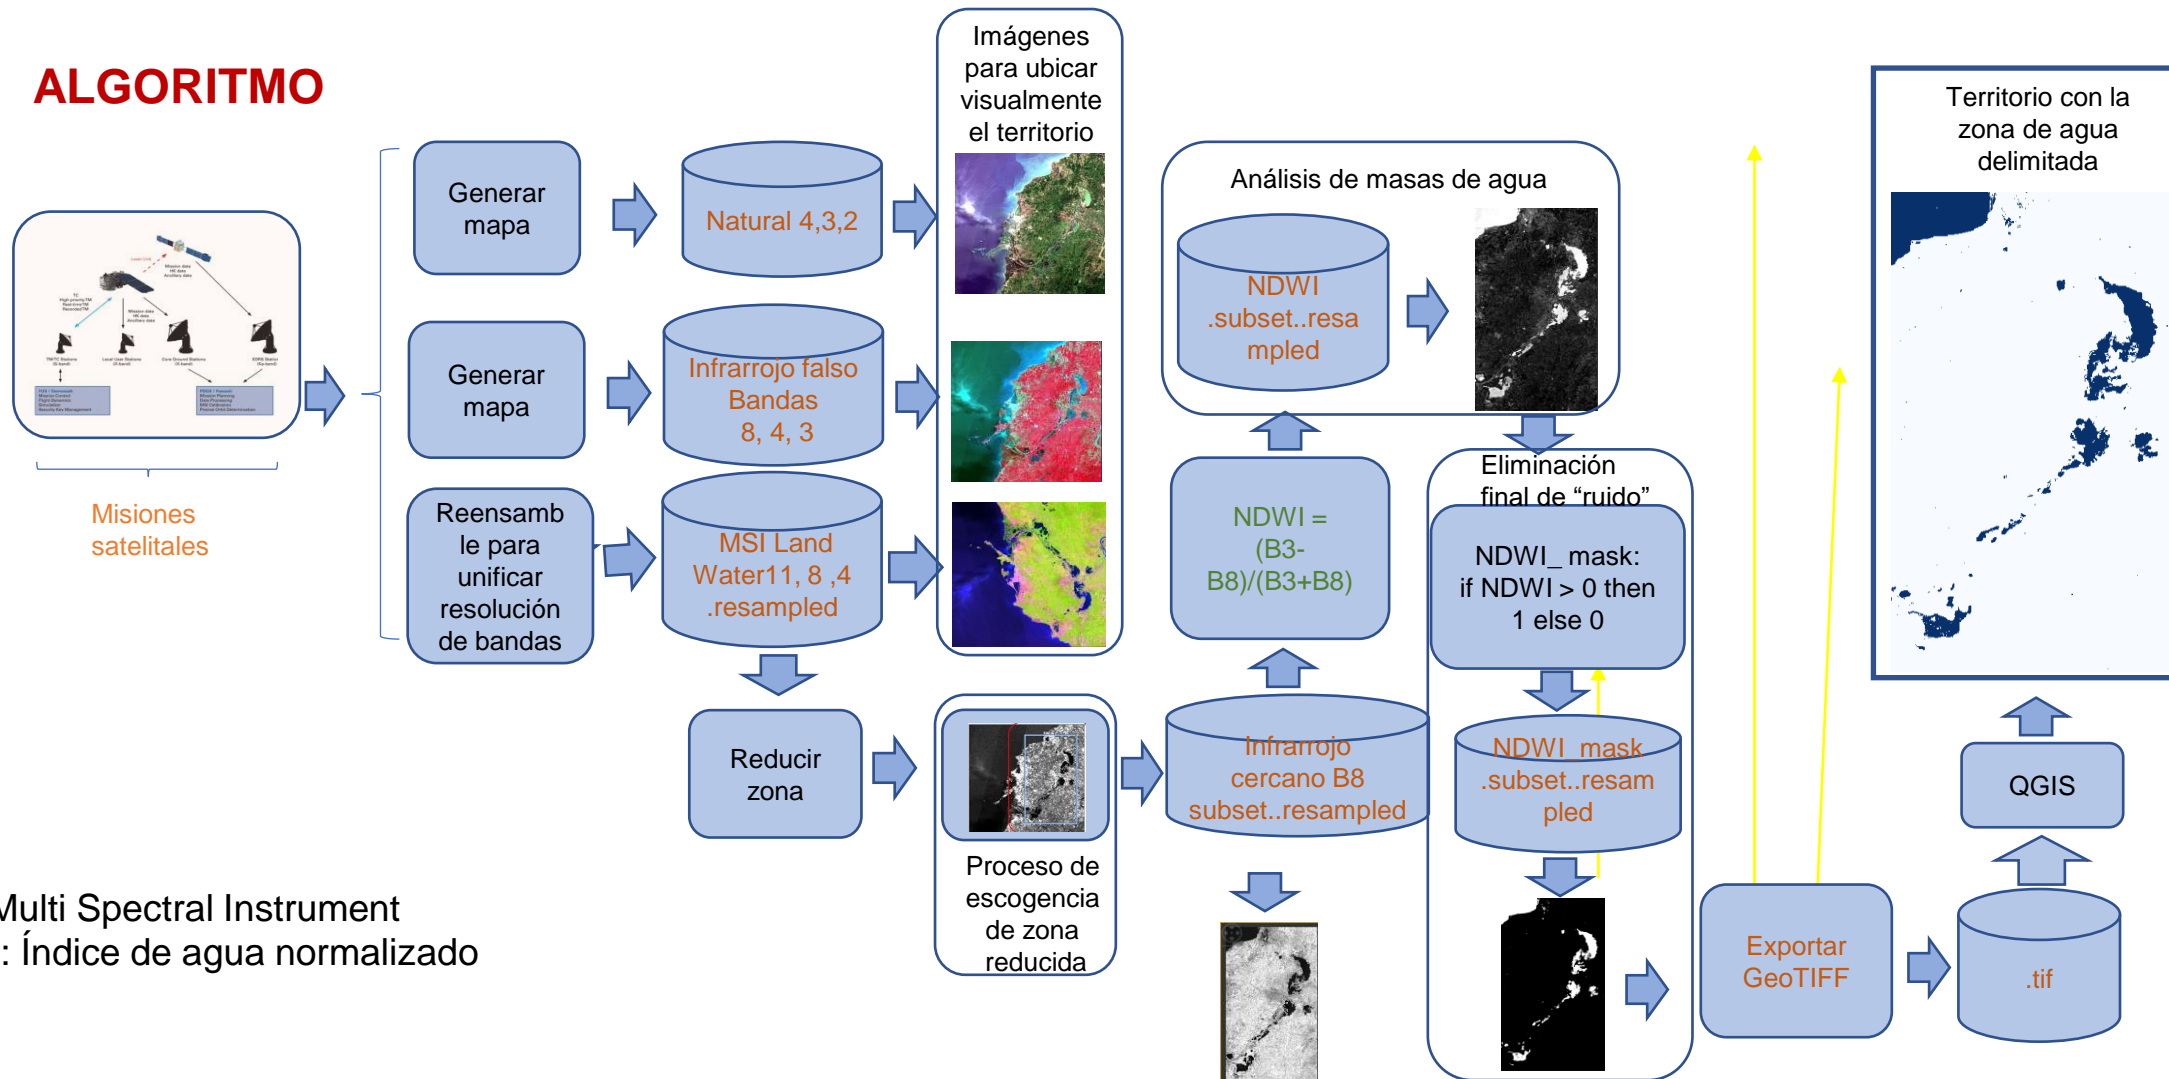 ALGORITMO
Misiones
satelitales
Generar
mapa
Natural 4,3,2
Generar
mapa
Infrarrojo falso
Bandas
8, 4, 3
Reensamb
le para
unificar
resolución
de bandas
MSI Land
Water11, 8 ,4
.resampled
Imágenes
para ubicar
visualmente
el territorio
Reducir
zona
Proceso de
escogencia
de zona
reducida
Infrarrojo
cercano B8
subset..resampled
NDWI =
(B3-
B8)/(B3+B8)
Análisis de masas de agua
NDWI
.subset..resa
mpled
Eliminación
final de “ruido”
NDWI_ mask:
if NDWI > 0 then
1 else 0
NDWI_mask
.subset..resam
pled
Exportar
GeoTIFF
.tif
QGIS
Territorio con la
zona de agua
delimitada
Multi Spectral Instrument
: Índice de agua normalizado